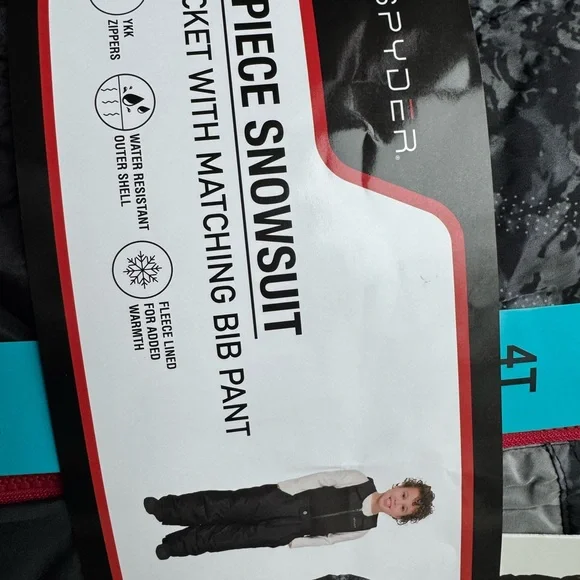 SPYDER.
PIECE SNOWSUIT
CKET WITH MATCHING BIB PANT
YKK
ZIPPERS
WATER RESISTANT
OUTER SHELL
FLEECE LINED
FOR ADDED
WARMTH
4T